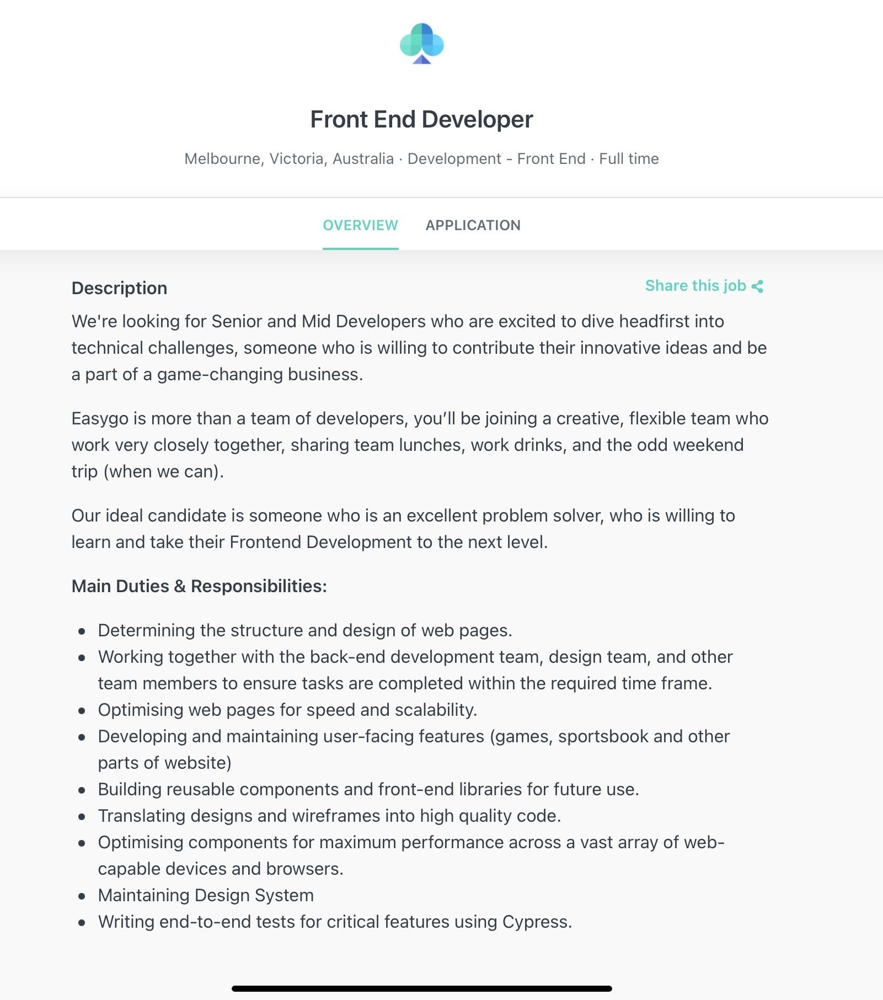 Front End Developer
Melbourne, Victoria, Australia · Development - Front End · Full time
OVERVIEW APPLICATION
Description Share this job
We're looking for Senior and Mid Developers who are excited to dive headfirst into
technical challenges, someone who is willing to contribute their innovative ideas and be
a part of a game-changing business.
Easygo is more than a team of developers, you’ll be joining a creative, flexible team who
work very closely together, sharing team lunches, work drinks, and the odd weekend
trip (when we can).
Our ideal candidate is someone who is an excellent problem solver, who is willing to
learn and take their Frontend Development to the next level.
Main Duties & Responsibilities:
• Determining the structure and design of web pages.
• Working together with the back-end development team, design team, and other
team members to ensure tasks are completed within the required time frame.
• Optimising web pages for speed and scalability.
• Developing and maintaining user-facing features (games, sportsbook and other
parts of website)
• Building reusable components and front-end libraries for future use.
• Translating designs and wireframes into high quality code.
• Optimising components for maximum performance across a vast array of web-
capable devices and browsers.
• Maintaining Design System
• Writing end-to-end tests for critical features using Cypress.